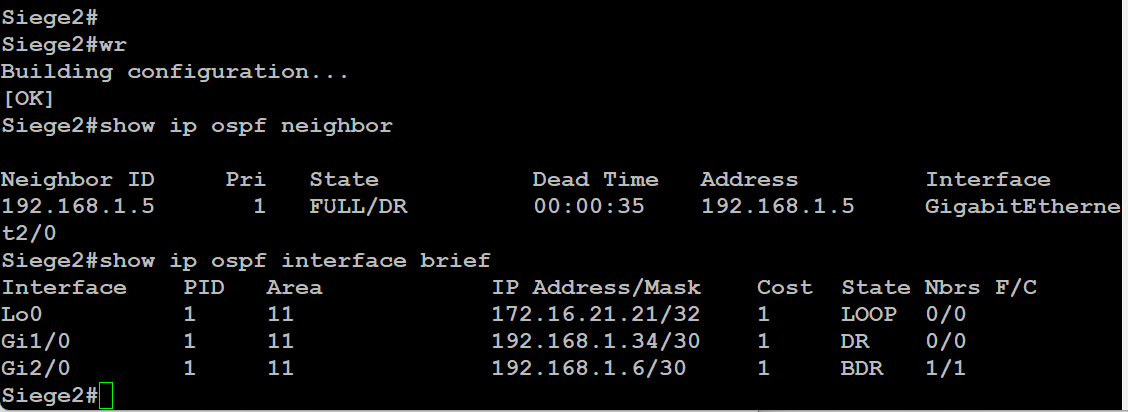 Siege2#
Siege2#wr
Building configuration...
[OK]
Siege2#show ip ospf neighbor
Neighbor ID     Pri   State           Dead Time   Address         Interface
192.168.1.5       1   FULL/DR         00:00:35    192.168.1.5     GigabitEtherne
t2/0
Siege2#show ip ospf interface brief
Interface    PID   Area            IP Address/Mask    Cost  State Nbrs F/C
Lo0          1     11              172.16.21.21/32    1     LOOP  0/0
Gi1/0        1     11              192.168.1.34/30    1     DR    0/0
Gi2/0        1     11              192.168.1.6/30     1     BDR   1/1
Siege2#